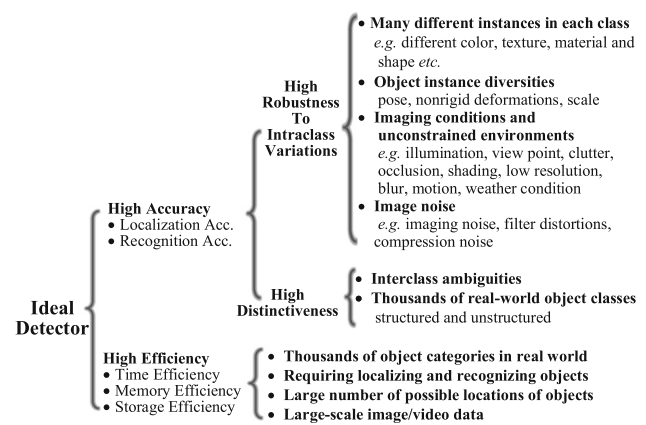 Ideal
Detector
High Accuracy
• Localization Acc.
• Recognition Acc.
High
Robustness
To
Intraclass
Variations
• Many different instances in each class
e.g. different color, texture, material and
shape etc.
• Object instance diversities
pose, nonrigid deformations, scale
• Imaging conditions and
unconstrained environments
e.g. illumination, view point, clutter,
occlusion, shading, low resolution,
blur, motion, weather condition
• Image noise
e.g. imaging noise, filter distortions,
compression noise
High
Distinctiveness
• Interclass ambiguities
• Thousands of real-world object classes
structured and unstructured
High Efficiency
• Time Efficiency
• Memory Efficiency
• Storage Efficiency
• Thousands of object categories in real world
• Requiring localizing and recognizing objects
• Large number of possible locations of objects
• Large-scale image/video data